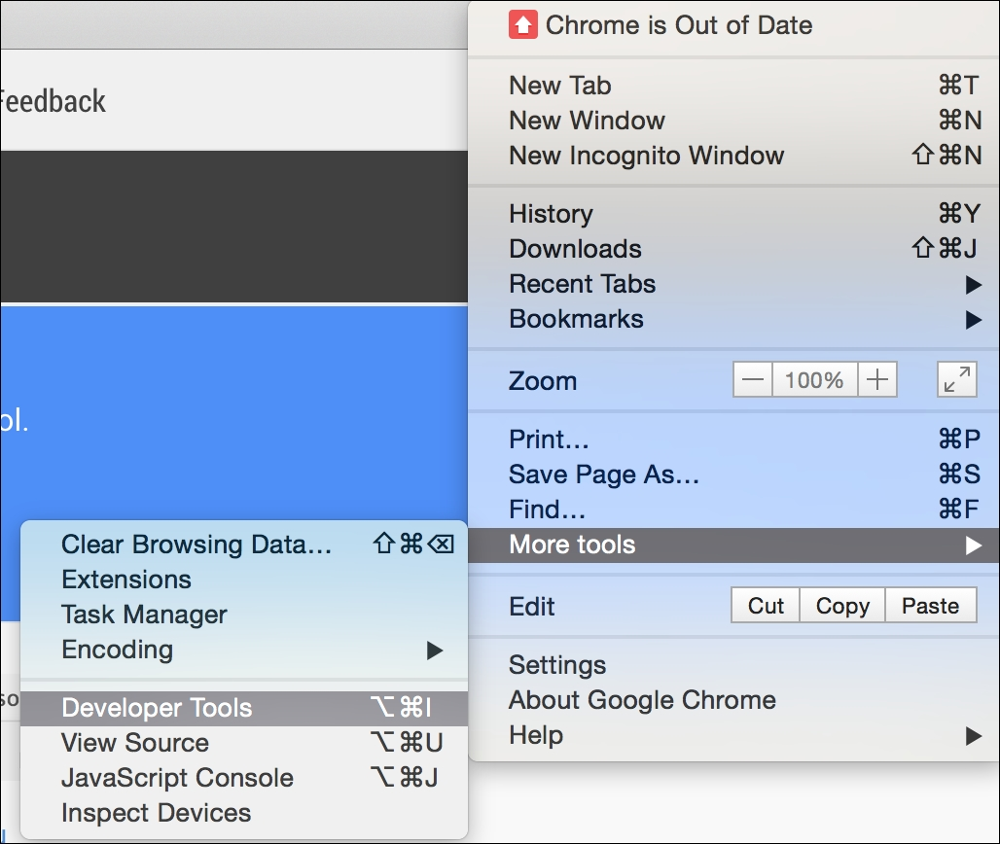 Chrome is Out of Date
Feedback
New Tab ⌘T
New Window ⌘N
New Incognito Window ⇧⌘N
History ⌘Y
Downloads ⇧⌘J
Recent Tabs ▶
Bookmarks ▶
Zoom — 100% +
ol.
Print... ⌘P
Save Page As... ⌘S
Find... ⌘F
More tools ▶
Edit Cut Copy Paste
Settings
About Google Chrome
Help ▶
Clear Browsing Data... ⇧⌘⌫
Extensions
Task Manager
Encoding ▶
so
Developer Tools ⌥⌘I
View Source ⌥⌘U
JavaScript Console ⌥⌘J
Inspect Devices